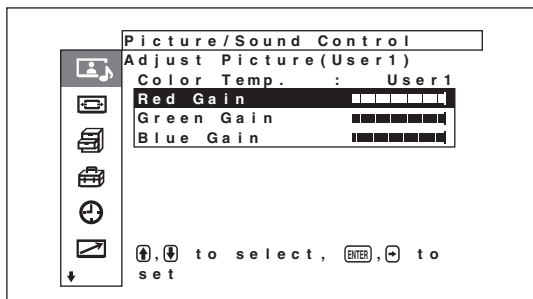 Picture/Sound Control
Adjust Picture(User1)
Color Temp. : User1
Red Gain
Green Gain
Blue Gain
↑,↓ to select, ENTER,→ to
set